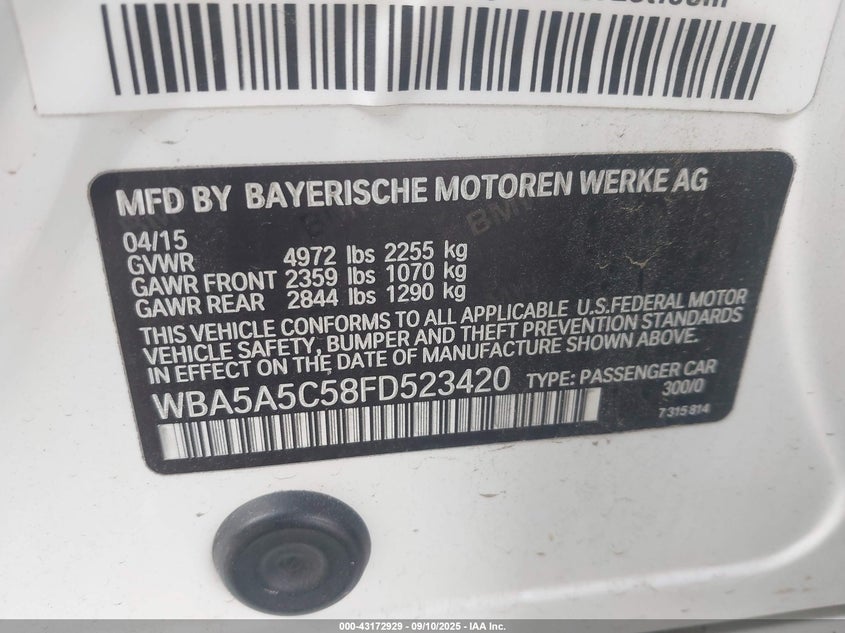 MFD BY BAYERISCHE MOTOREN WERKE AG
04/15
GVWR 4972 lbs 2255 kg
GAWR FRONT 2359 lbs 1070 kg
GAWR REAR 2844 lbs 1290 kg
THIS VEHICLE CONFORMS TO ALL APPLICABLE U.S.FEDERAL MOTOR
VEHICLE SAFETY, BUMPER AND THEFT PREVENTION STANDARDS
IN EFFECT ON THE DATE OF MANUFACTURE SHOWN ABOVE.
WBA5A5C58FD523420 TYPE: PASSENGER CAR
300/0
7 315 814
000-43172929 - 09/10/2025 - IAA Inc.